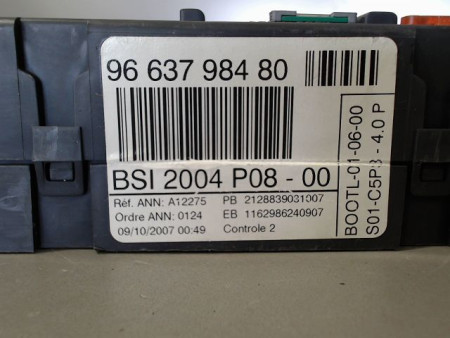 96 637 984 80
BSI 2004 P08 - 00
Réf. ANN: A12275 PB 2128839031007
Ordre ANN: 0124 EB 1162986240907
09/10/2007 00:49 Controle 2
BOOTL-01-06-00
S01-C5P3 - 4.0 P